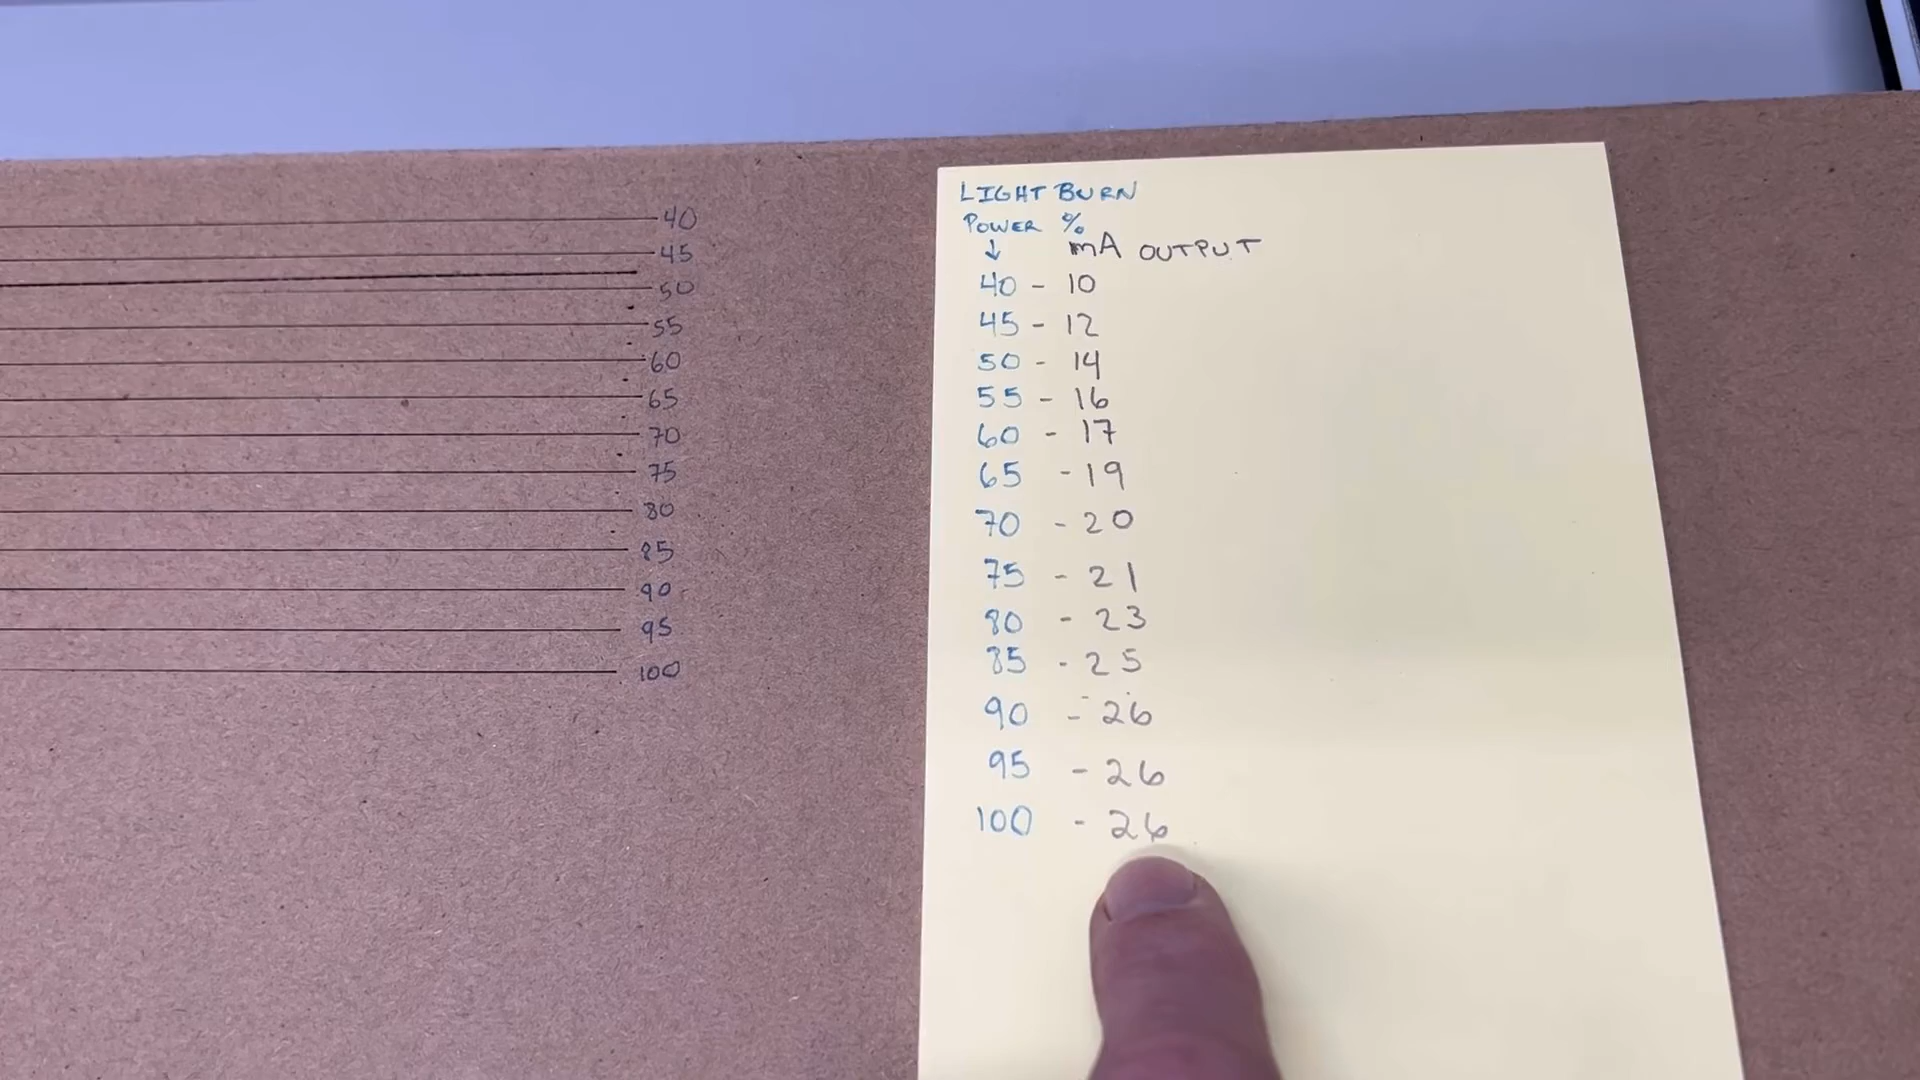 40
45
50
55
60
65
70
75
80
85
90
95
100
LIGHT BURN
POWER %
↓ mA OUTPUT
40 - 10
45 - 12
50 - 14
55 - 16
60 - 17
65 - 19
70 - 20
75 - 21
80 - 23
85 - 25
90 - 26
95 - 26
100 - 26